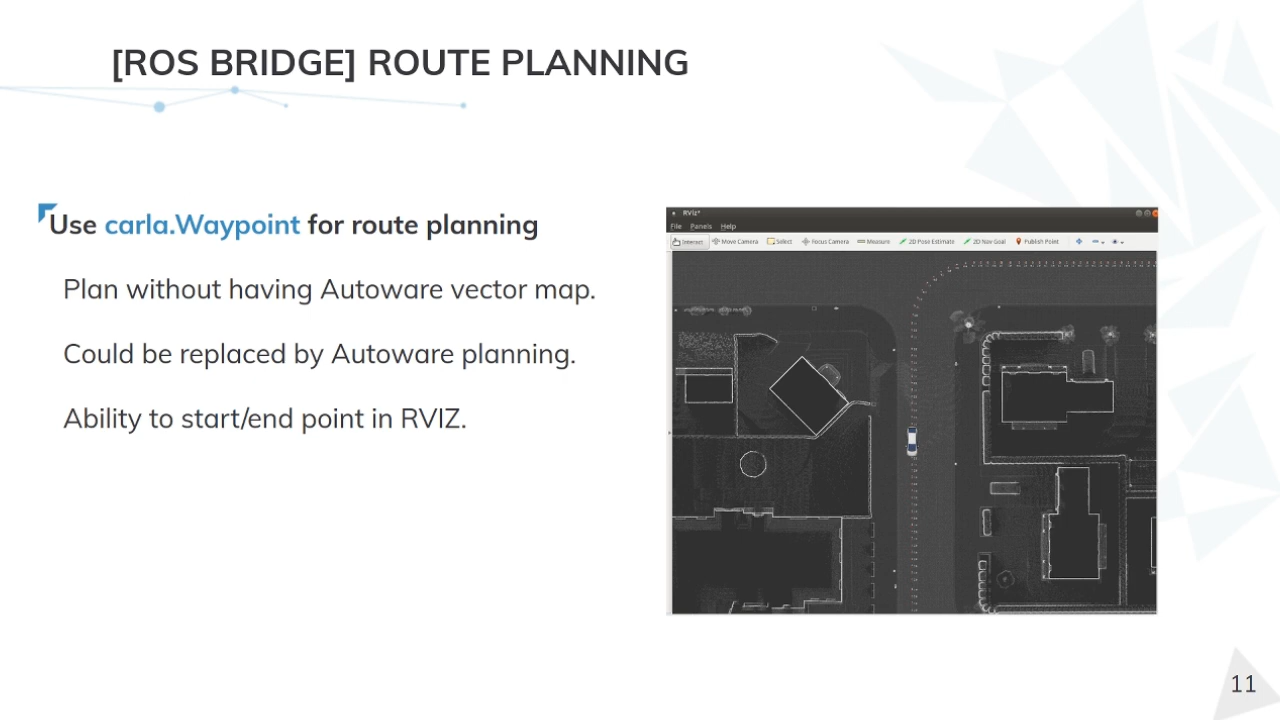 [ROS BRIDGE] ROUTE PLANNING
Use carla.Waypoint for route planning
Plan without having Autoware vector map.
Could be replaced by Autoware planning.
Ability to start/end point in RVIZ.
RViz*
File Panels Help
Interact Move Camera Select Focus Camera Measure 2D Pose Estimate 2D Nav Goal Publish Point
11